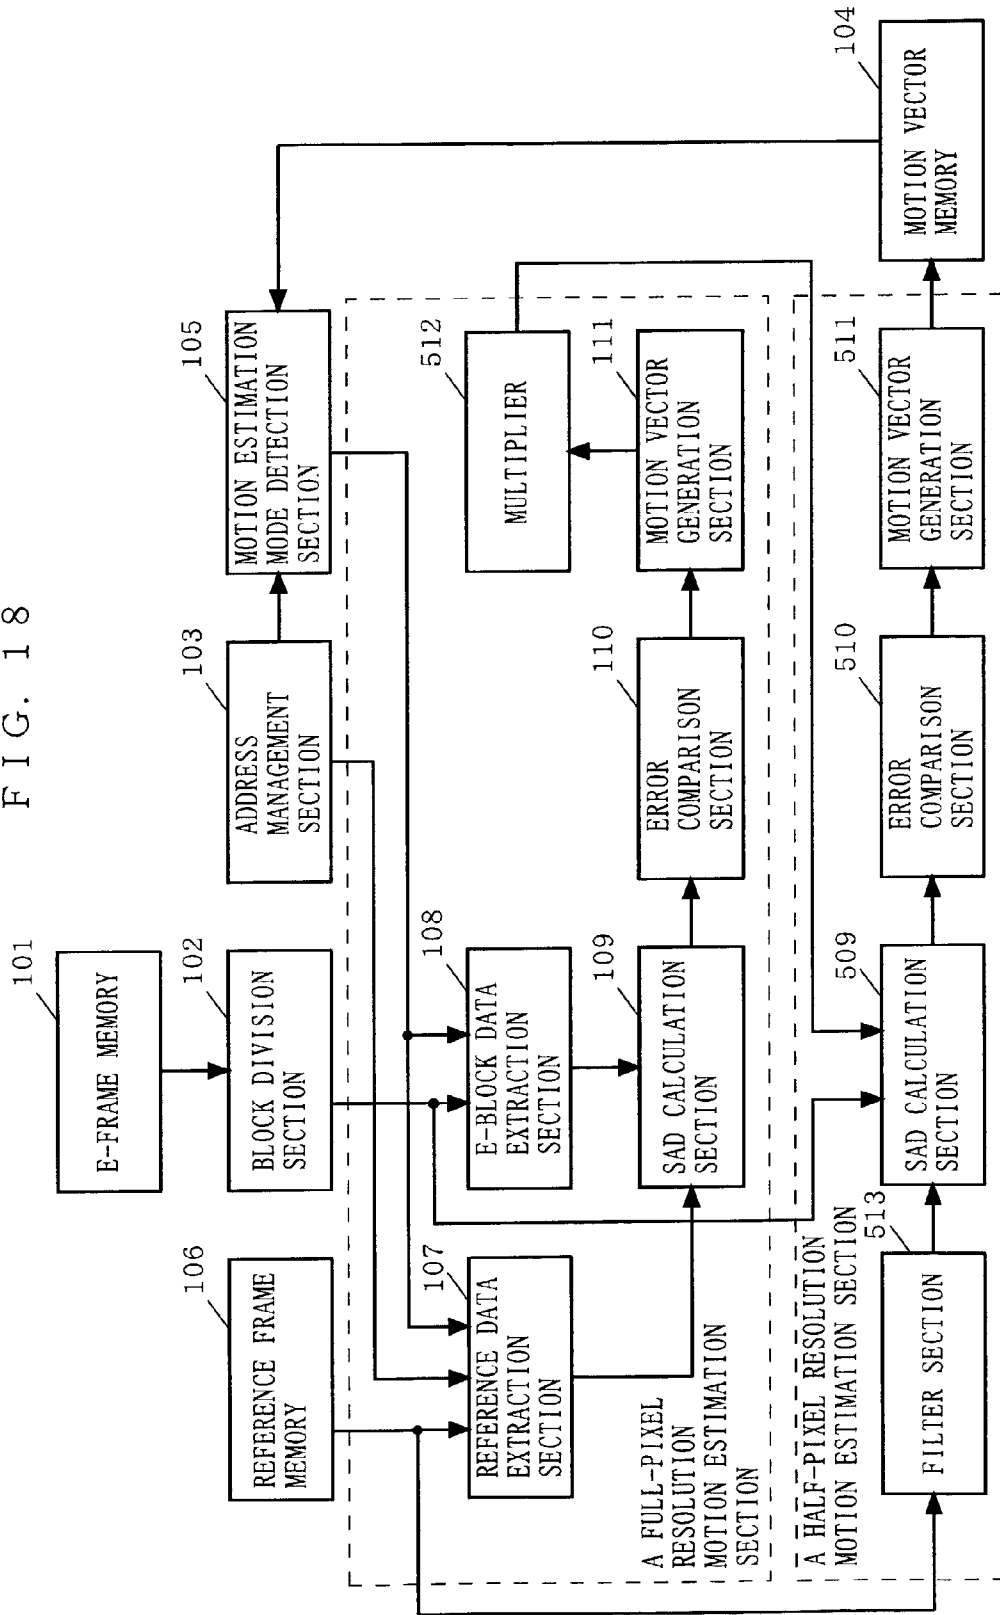 FIG. 18
101
E-FRAME MEMORY
106
REFERENCE FRAME
MEMORY
102
BLOCK DIVISION
SECTION
103
ADDRESS
MANAGEMENT
SECTION
105
MOTION ESTIMATION
MODE DETECTION
SECTION
107
REFERENCE DATA
EXTRACTION
SECTION
108
E-BLOCK DATA
EXTRACTION
SECTION
512
MULTIPLIER
A FULL-PIXEL
RESOLUTION
MOTION ESTIMATION
SECTION
109
SAD CALCULATION
SECTION
110
ERROR
COMPARISON
SECTION
111
MOTION VECTOR
GENERATION
SECTION
A HALF-PIXEL RESOLUTION
MOTION ESTIMATION SECTION
513
FILTER SECTION
509
SAD CALCULATION
SECTION
510
ERROR
COMPARISON
SECTION
511
MOTION VECTOR
GENERATION
SECTION
104
MOTION VECTOR
MEMORY